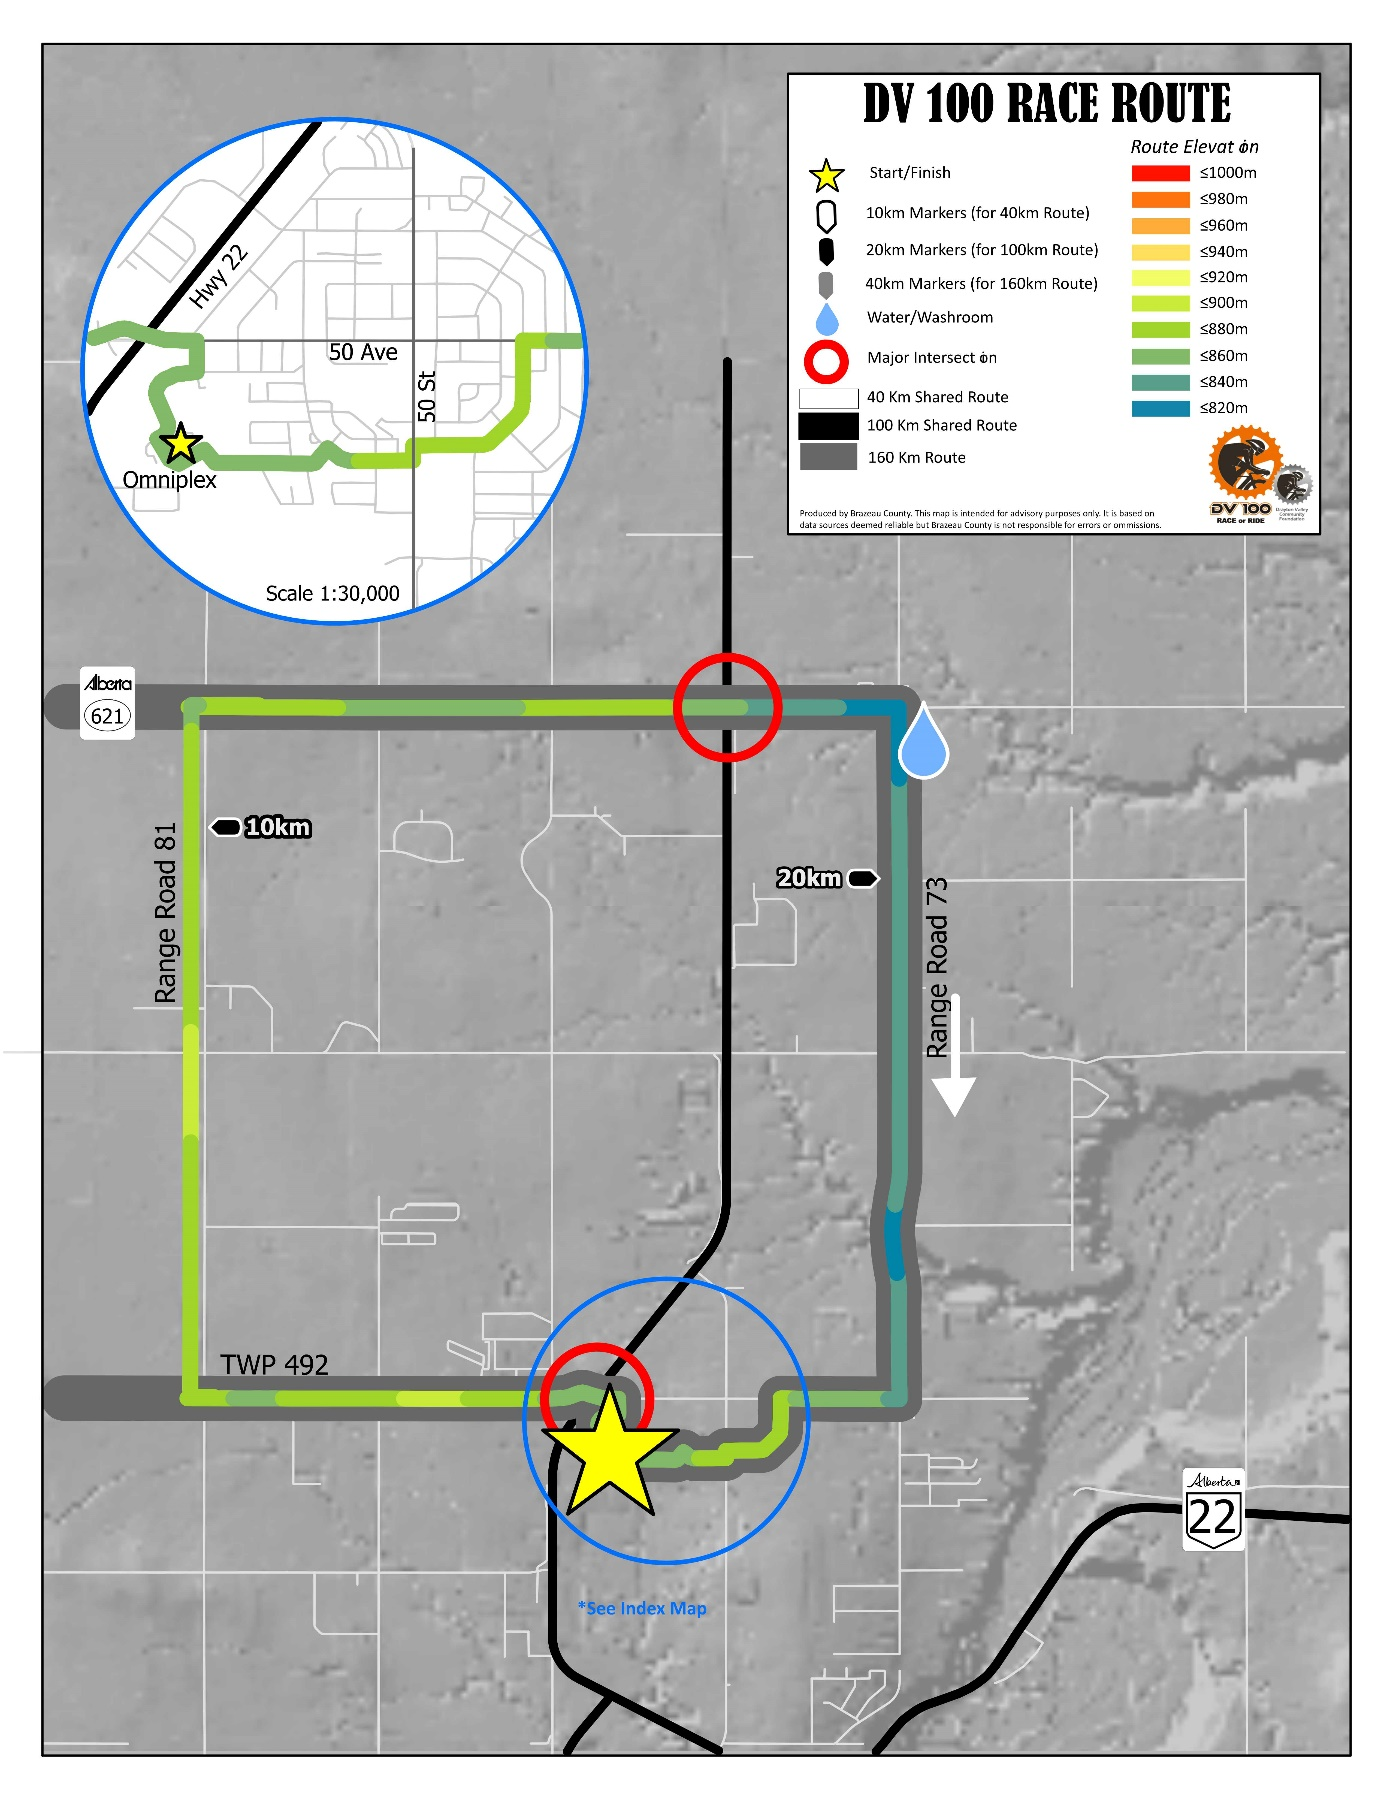 DV 100 RACE ROUTE
Route Elevat on
Start/Finish
10km Markers (for 40km Route)
20km Markers (for 100km Route)
40km Markers (for 160km Route)
Water/Washroom
Major Intersect on
40 Km Shared Route
100 Km Shared Route
160 Km Route
≤1000m
≤980m
≤960m
≤940m
≤920m
≤900m
≤880m
≤860m
≤840m
≤820m
DV 100
RACE or RIDE
Drayton Valley
Community
Foundation
Produced by Brazeau County. This map is intended for advisory purposes only. It is based on
data sources deemed reliable but Brazeau County is not responsible for errors or ommissions.
Hwy 22
50 Ave
50 St
Omniplex
Scale 1:30,000
Alberta
621
10km
Range Road 81
20km
Range Road 73
TWP 492
Alberta
22
*See Index Map